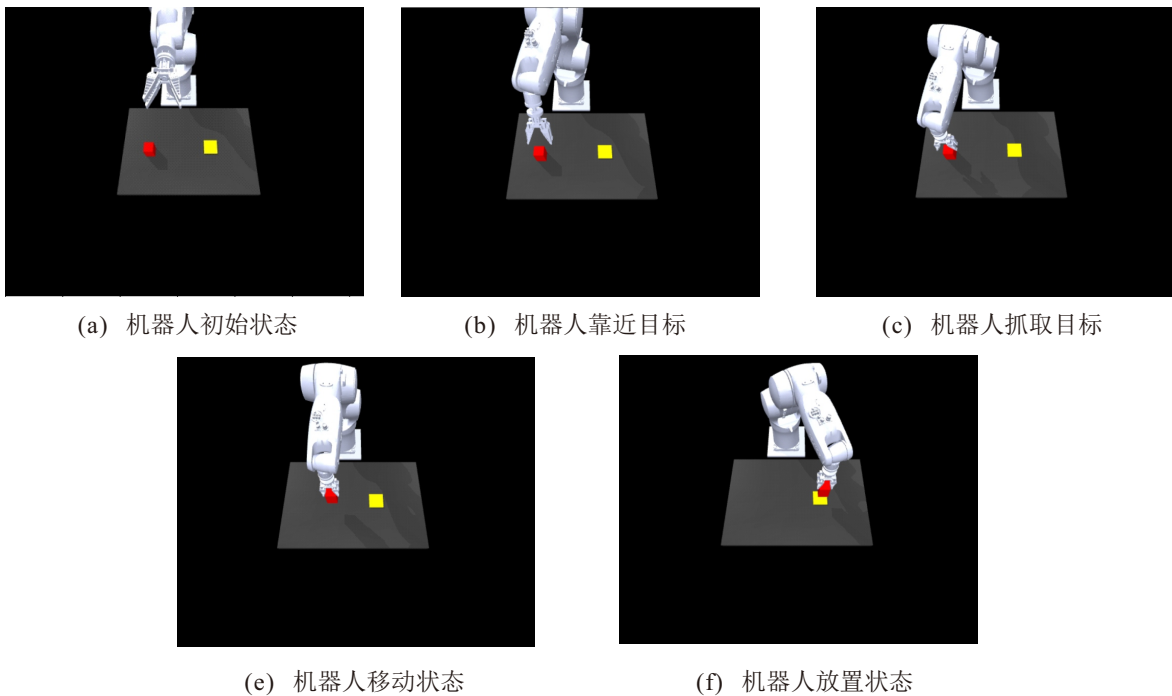 (a) 机器人初始状态
(b) 机器人靠近目标
(c) 机器人抓取目标
(e) 机器人移动状态
(f) 机器人放置状态